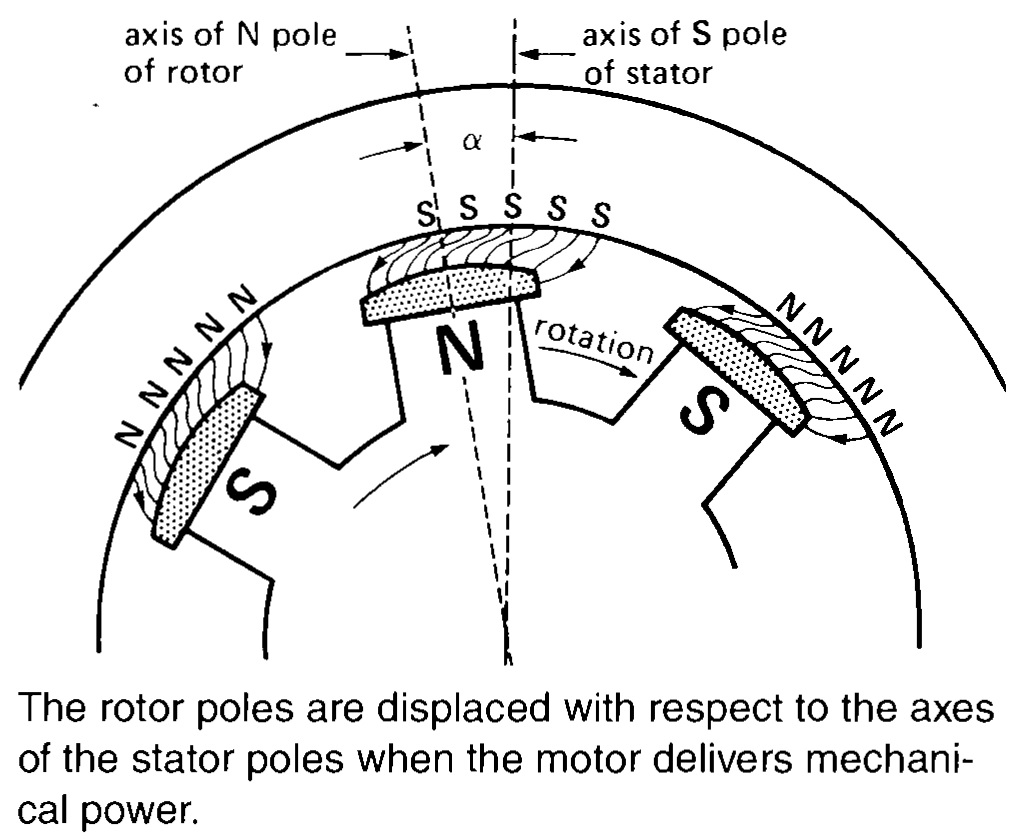 axis of N pole
of rotor
axis of S pole
of stator
α
S S S S S
N N N N N
N N N N N
N
rotation
S
S
The rotor poles are displaced with respect to the axes
of the stator poles when the motor delivers mechani-
cal power.